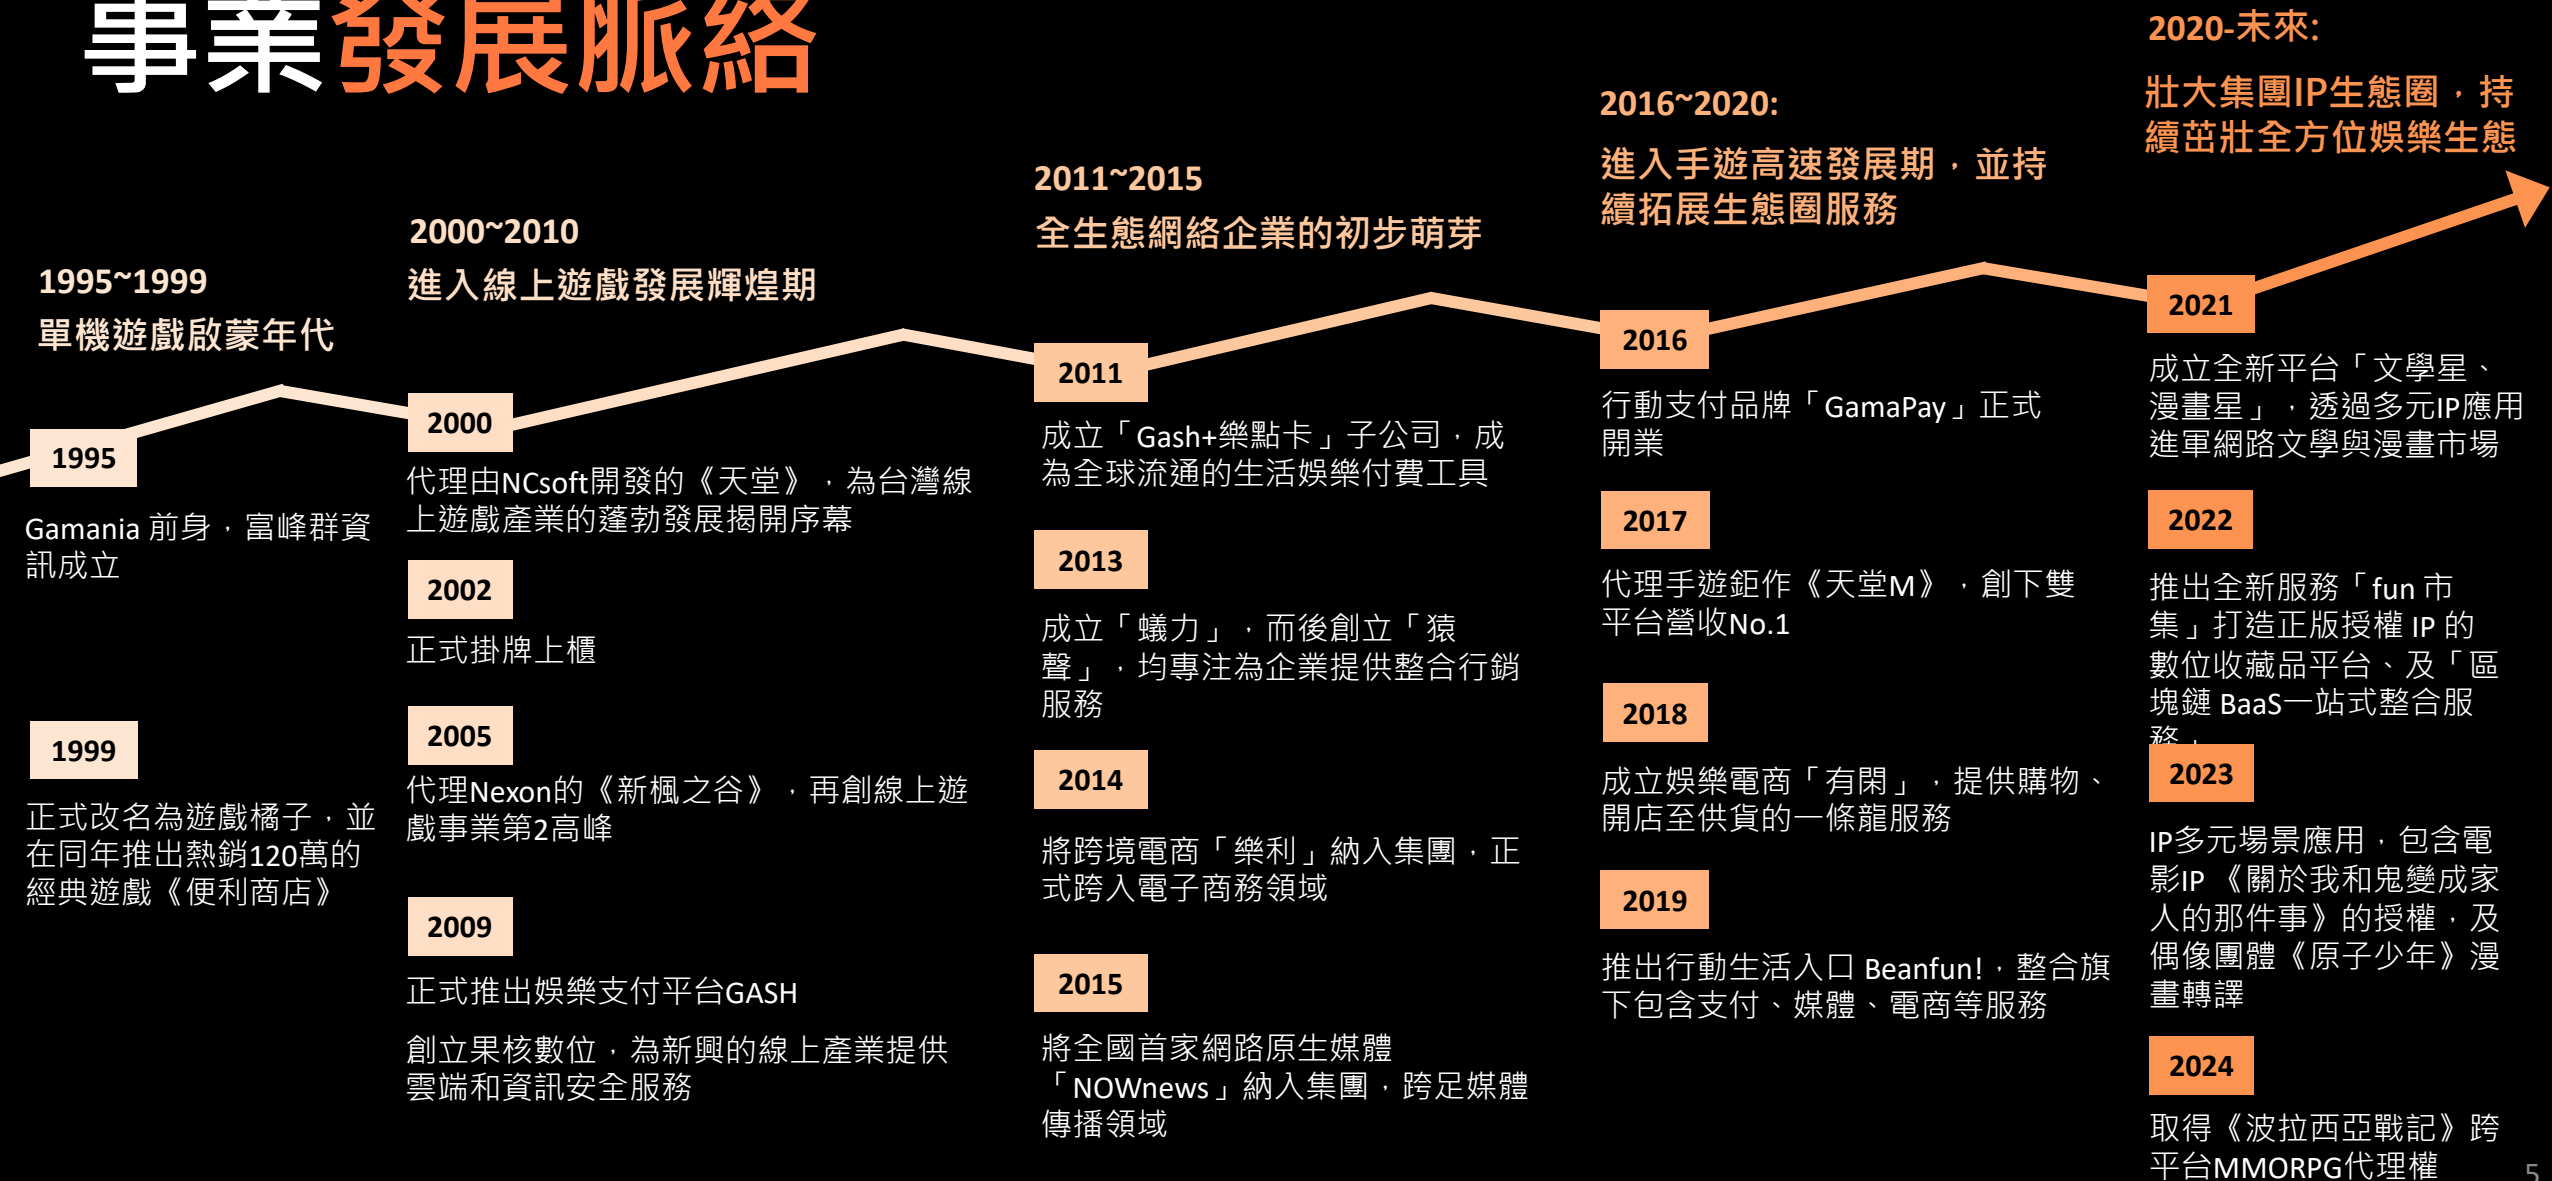 事業發展脈絡
1995~1999
單機遊戲啟蒙年代
1995
Gamania 前身，富峰群資
訊成立
1999
正式改名為遊戲橘子，並
在同年推出熱銷120萬的
經典遊戲《便利商店》
2000~2010
進入線上遊戲發展輝煌期
2000
代理由NCsoft開發的《天堂》，為台灣線
上遊戲產業的蓬勃發展揭開序幕
2002
正式掛牌上櫃
2005
代理Nexon的《新楓之谷》，再創線上遊
戲事業第2高峰
2009
正式推出娛樂支付平台GASH
創立果核數位，為新興的線上產業提供
雲端和資訊安全服務
2011~2015
全生態網絡企業的初步萌芽
2011
成立「Gash+樂點卡」子公司，成
為全球流通的生活娛樂付費工具
2013
成立「蟻力」，而後創立「猿
聲」，均專注為企業提供整合行銷
服務
2014
將跨境電商「樂利」納入集團，正
式跨入電子商務領域
2015
將全國首家網路原生媒體
「NOWnews」納入集團，跨足媒體
傳播領域
2016~2020:
進入手遊高速發展期，並持
續拓展生態圈服務
2016
行動支付品牌「GamaPay」正式
開業
2017
代理手遊鉅作《天堂M》，創下雙
平台營收No.1
2018
成立娛樂電商「有閑」，提供購物、
開店至供貨的一條龍服務
2019
推出行動生活入口 Beanfun!，整合旗
下包含支付、媒體、電商等服務
2020-未來:
壯大集團IP生態圈，持
續茁壯全方位娛樂生態
2021
成立全新平台「文學星、
漫畫星」，透過多元IP應用
進軍網路文學與漫畫市場
2022
推出全新服務「fun 市
集」打造正版授權 IP 的
數位收藏品平台、及「區
塊鏈 BaaS一站式整合服
務」
2023
IP多元場景應用，包含電
影IP 《關於我和鬼變成家
人的那件事》的授權，及
偶像團體《原子少年》漫
畫轉譯
2024
取得《波拉西亞戰記》跨
平台MMORPG代理權
5